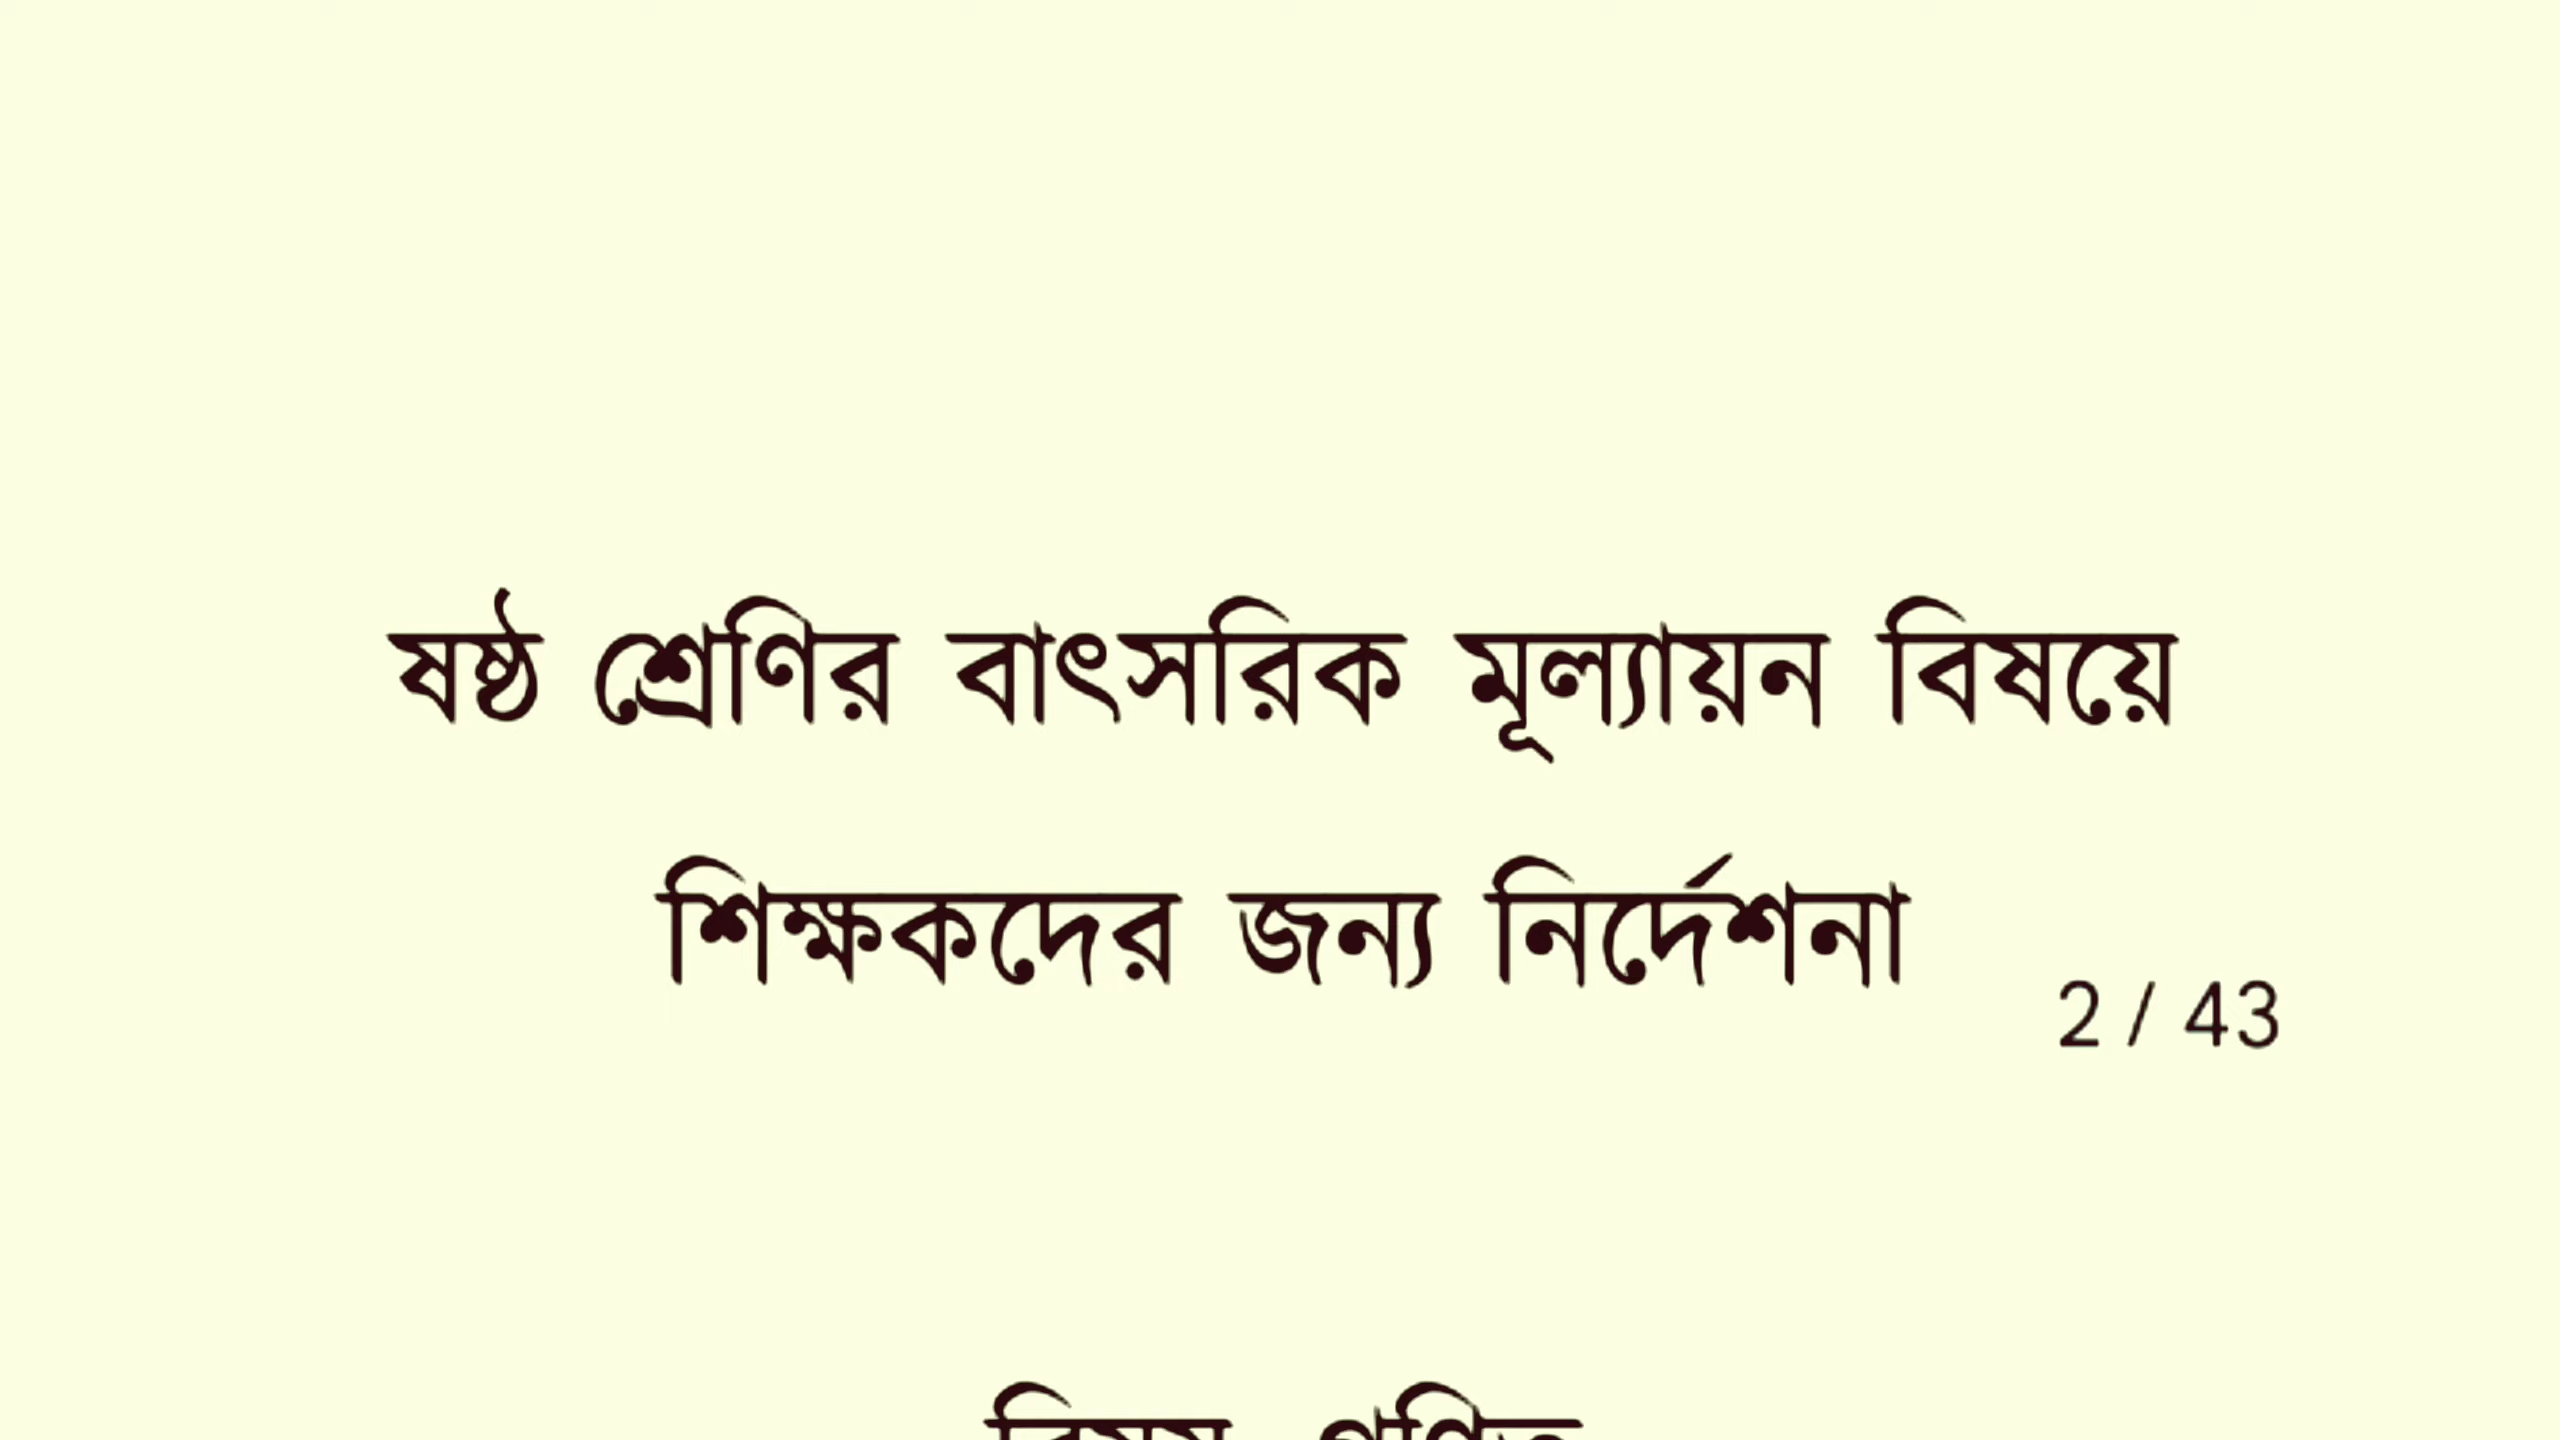 ষষ্ঠ শ্রেণির বাৎসরিক মূল্যায়ন বিষয়ে
শিক্ষকদের জন্য নির্দেশনা
2 / 43